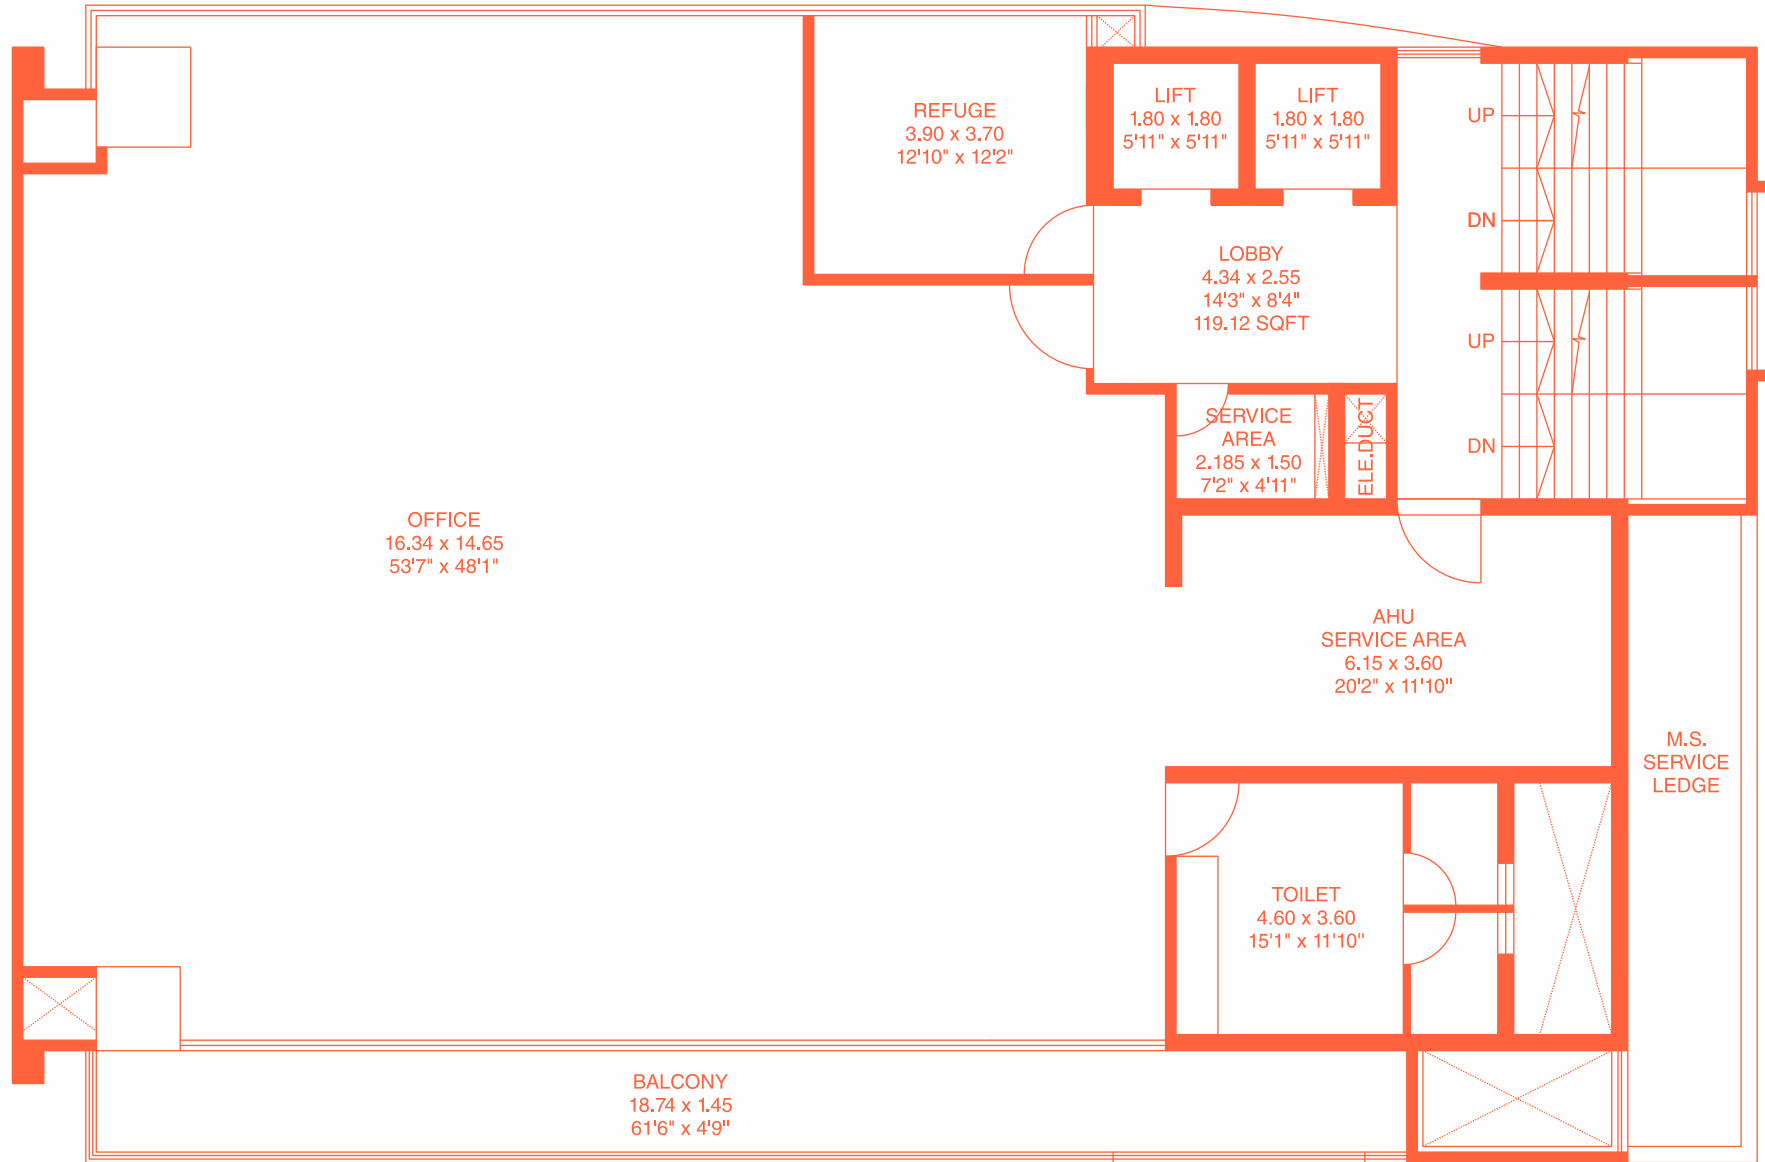 REFUGE
3.90 x 3.70
12'10" x 12'2"
LIFT
1.80 x 1.80
5'11" x 5'11"
LIFT
1.80 x 1.80
5'11" x 5'11"
UP
DN
LOBBY
4.34 x 2.55
14'3" x 8'4"
119.12 SQFT
UP
DN
SERVICE
AREA
2.185 x 1.50
7'2" x 4'11"
ELE.DUCT
OFFICE
16.34 x 14.65
53'7" x 48'1"
AHU
SERVICE AREA
6.15 x 3.60
20'2" x 11'10"
M.S.
SERVICE
LEDGE
TOILET
4.60 x 3.60
15'1" x 11'10"
BALCONY
18.74 x 1.45
61'6" x 4'9"